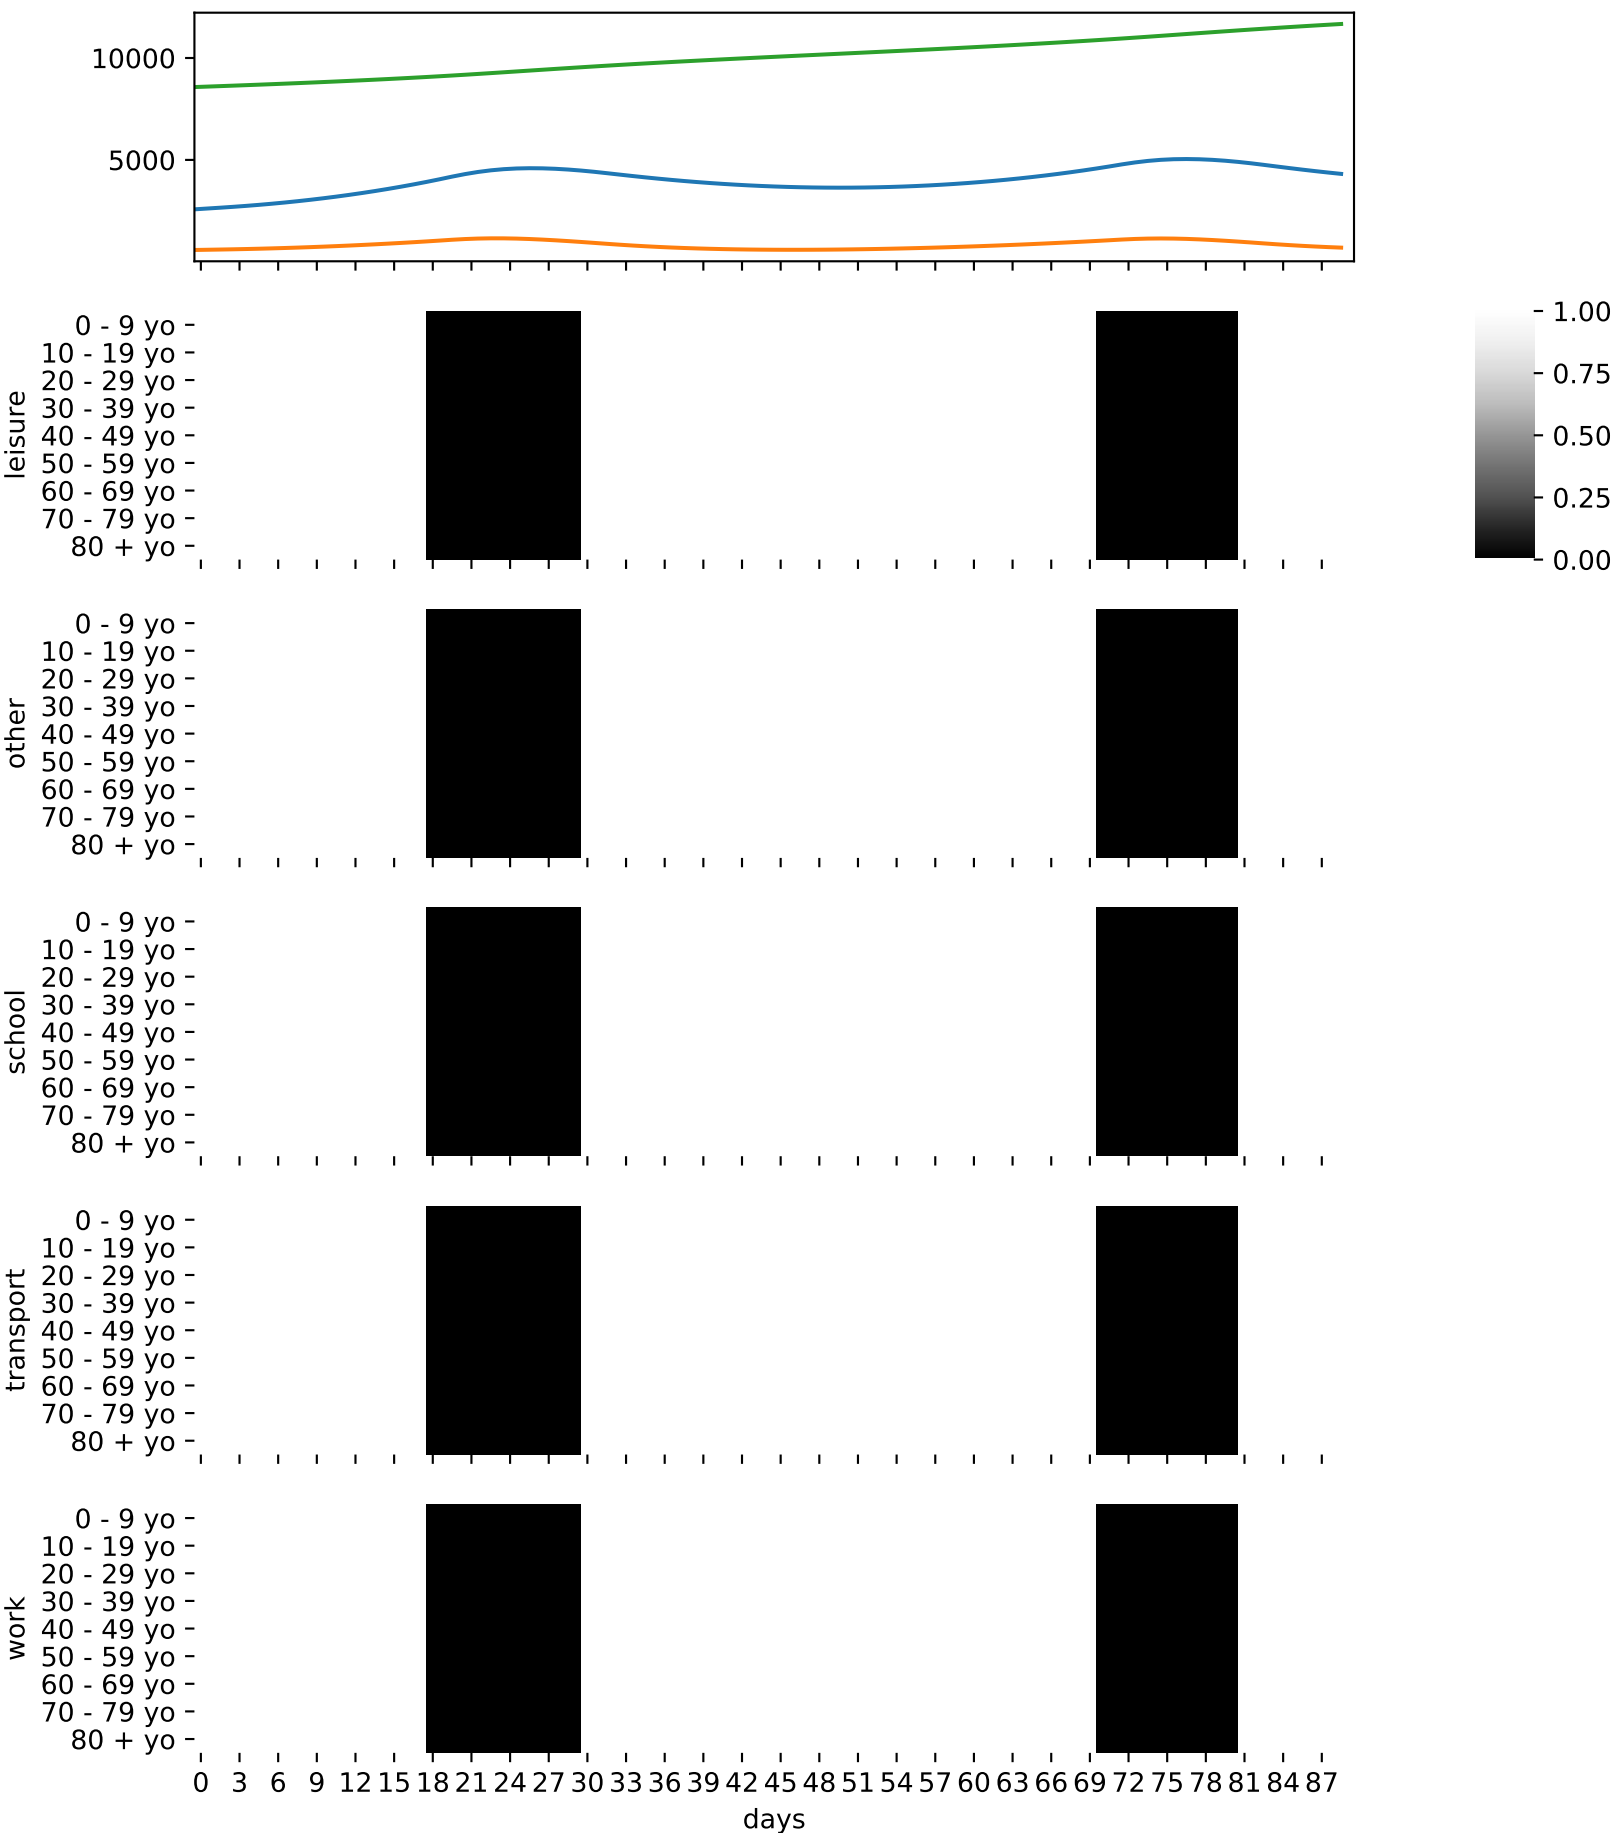 10000
5000
leisure
0 - 9 yo
10 - 19 yo
20 - 29 yo
30 - 39 yo
40 - 49 yo
50 - 59 yo
60 - 69 yo
70 - 79 yo
80 + yo
1.00
0.75
0.50
0.25
0.00
other
0 - 9 yo
10 - 19 yo
20 - 29 yo
30 - 39 yo
40 - 49 yo
50 - 59 yo
60 - 69 yo
70 - 79 yo
80 + yo
school
0 - 9 yo
10 - 19 yo
20 - 29 yo
30 - 39 yo
40 - 49 yo
50 - 59 yo
60 - 69 yo
70 - 79 yo
80 + yo
transport
0 - 9 yo
10 - 19 yo
20 - 29 yo
30 - 39 yo
40 - 49 yo
50 - 59 yo
60 - 69 yo
70 - 79 yo
80 + yo
work
0 - 9 yo
10 - 19 yo
20 - 29 yo
30 - 39 yo
40 - 49 yo
50 - 59 yo
60 - 69 yo
70 - 79 yo
80 + yo
0 3 6 9 12 15 18 21 24 27 30 33 36 39 42 45 48 51 54 57 60 63 66 69 72 75 78 81 84 87
days